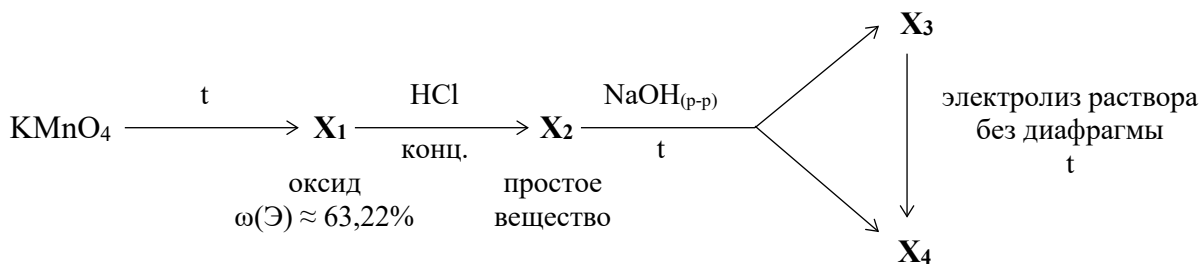 X₃
t HCl NaOH(р-р)
электролиз раствора
KMnO₄ X₁ X₂ без диафрагмы
конц. t t
оксид простое
ω(Э) ≈ 63,22% вещество
X₄